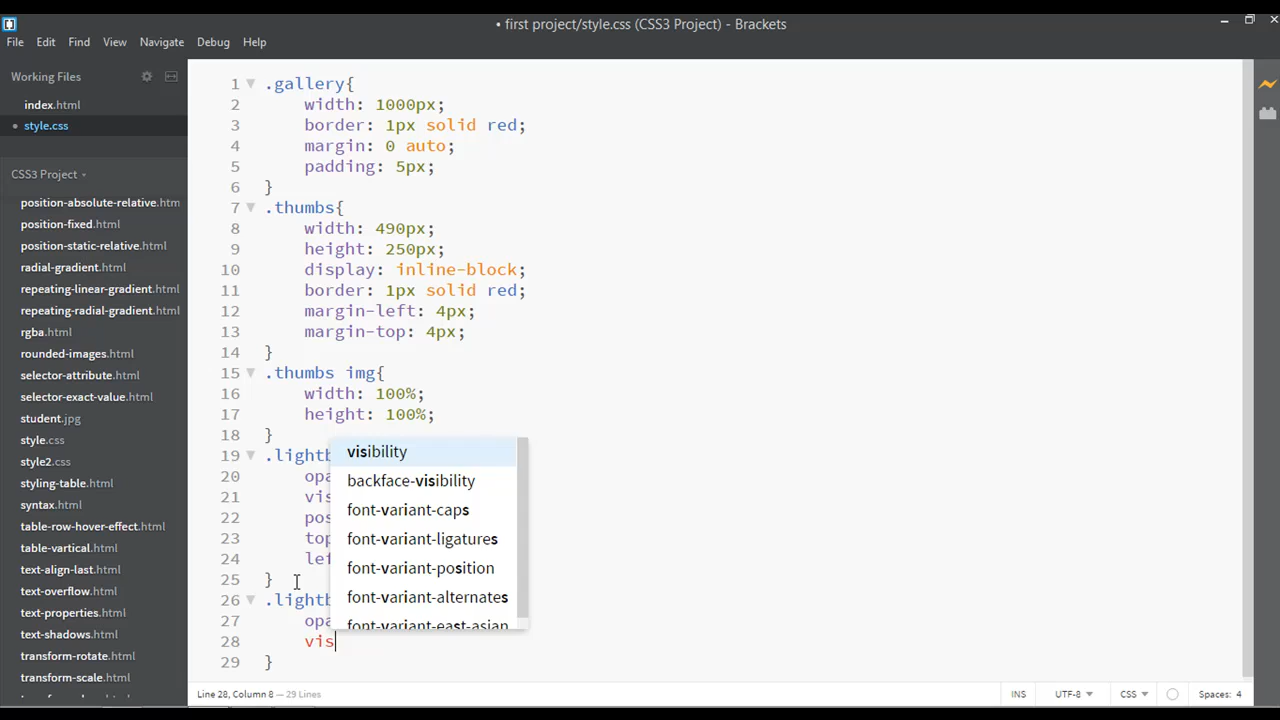 • first project/style.css (CSS3 Project) - Brackets
File Edit Find View Navigate Debug Help
Working Files
index.html
• style.css
CSS3 Project
position-absolute-relative.htm
position-fixed.html
position-static-relative.html
radial-gradient.html
repeating-linear-gradient.html
repeating-radial-gradient.html
rgba.html
rounded-images.html
selector-attribute.html
selector-exact-value.html
student.jpg
style.css
style2.css
styling-table.html
syntax.html
table-row-hover-effect.html
table-vartical.html
text-align-last.html
text-overflow.html
text-properties.html
text-shadows.html
transform-rotate.html
transform-scale.html
1 .gallery{
2 width: 1000px;
3 border: 1px solid red;
4 margin: 0 auto;
5 padding: 5px;
6 }
7 .thumbs{
8 width: 490px;
9 height: 250px;
10 display: inline-block;
11 border: 1px solid red;
12 margin-left: 4px;
13 margin-top: 4px;
14 }
15 .thumbs img{
16 width: 100%;
17 height: 100%;
18 }
19 .lightb
20 opa
21 vis
22 pos
23 top
24 lef
25 }
26 .lightb
27 opa
28 vis
29 }
visibility
backface-visibility
font-variant-caps
font-variant-ligatures
font-variant-position
font-variant-alternates
font-variant-east-asian
Line 28, Column 8 — 29 Lines
INS UTF-8 CSS Spaces: 4